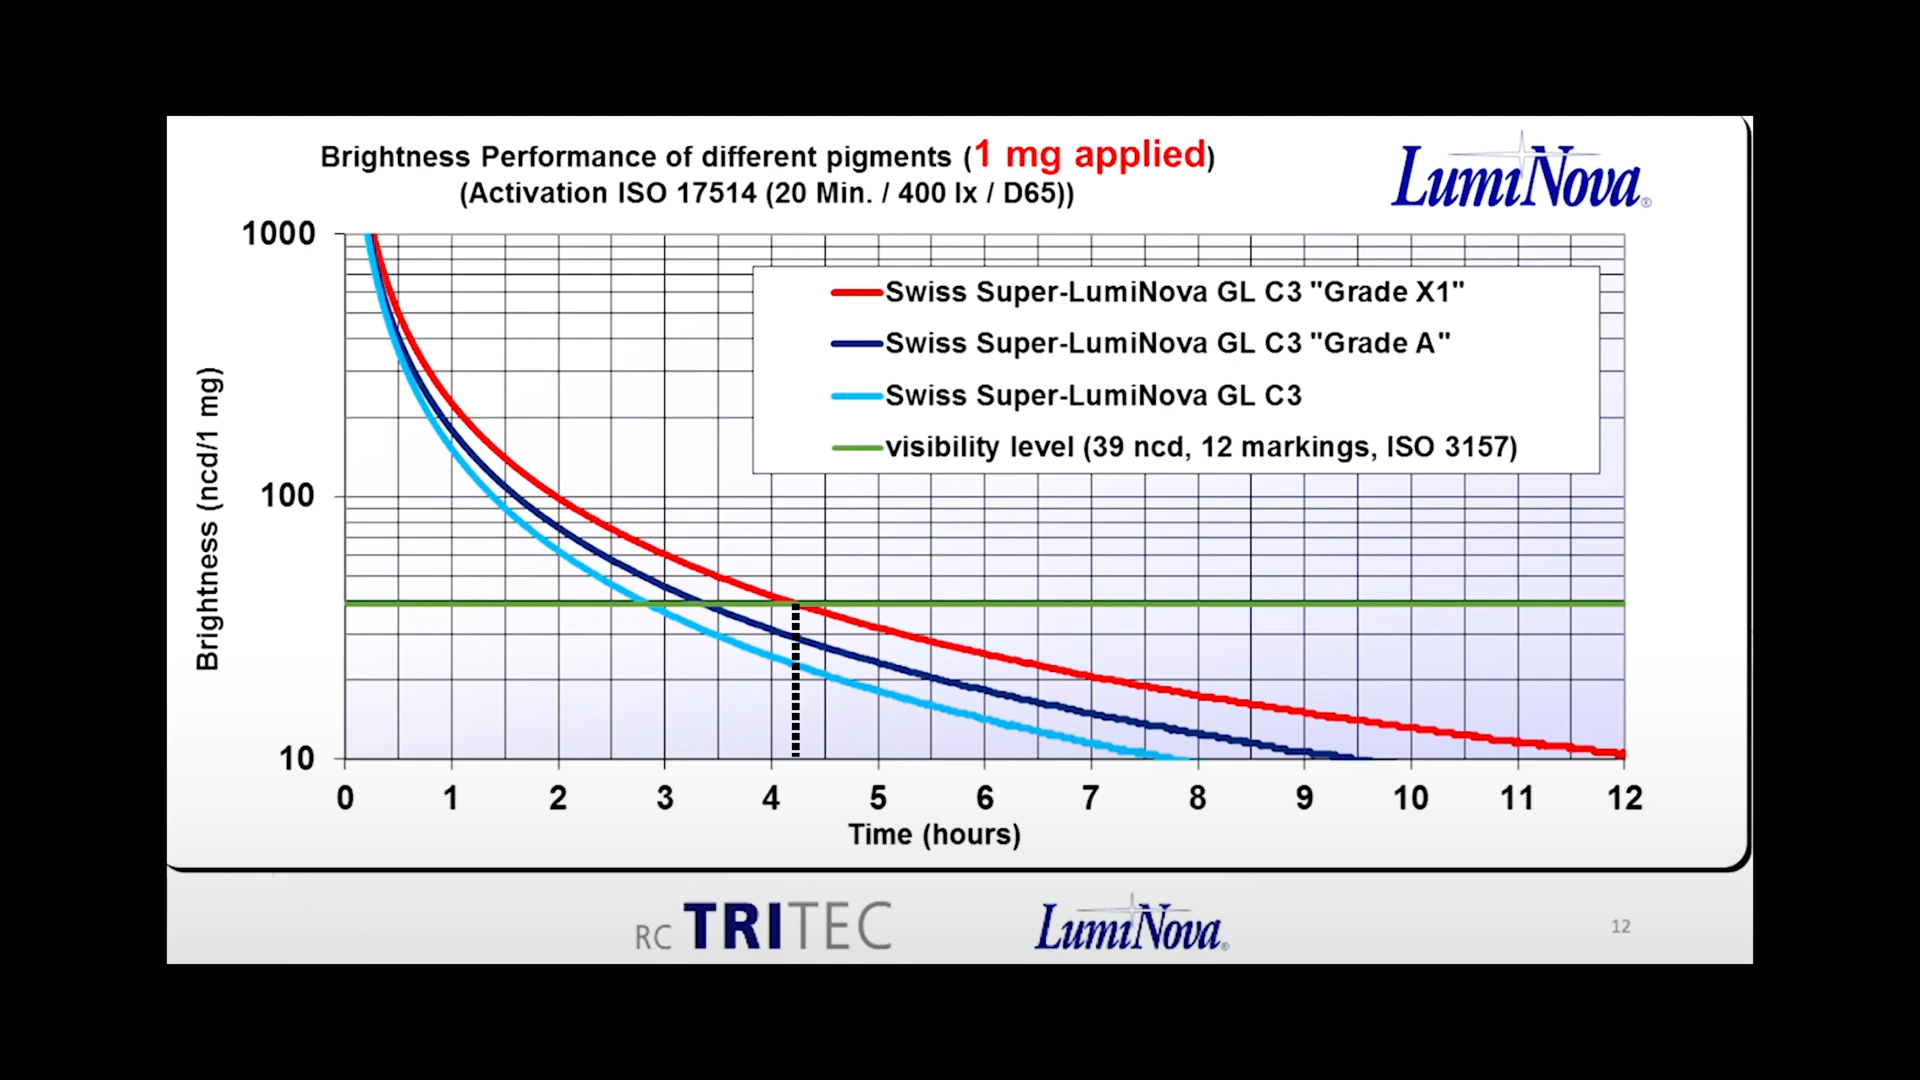 Brightness Performance of different pigments (1 mg applied)
(Activation ISO 17514 (20 Min. / 400 lx / D65))
LumiNova®
1000
100
10
Brightness (ncd/1 mg)
Swiss Super-LumiNova GL C3 "Grade X1"
Swiss Super-LumiNova GL C3 "Grade A"
Swiss Super-LumiNova GL C3
visibility level (39 ncd, 12 markings, ISO 3157)
0 1 2 3 4 5 6 7 8 9 10 11 12
Time (hours)
RC TRITEC
LumiNova®
12